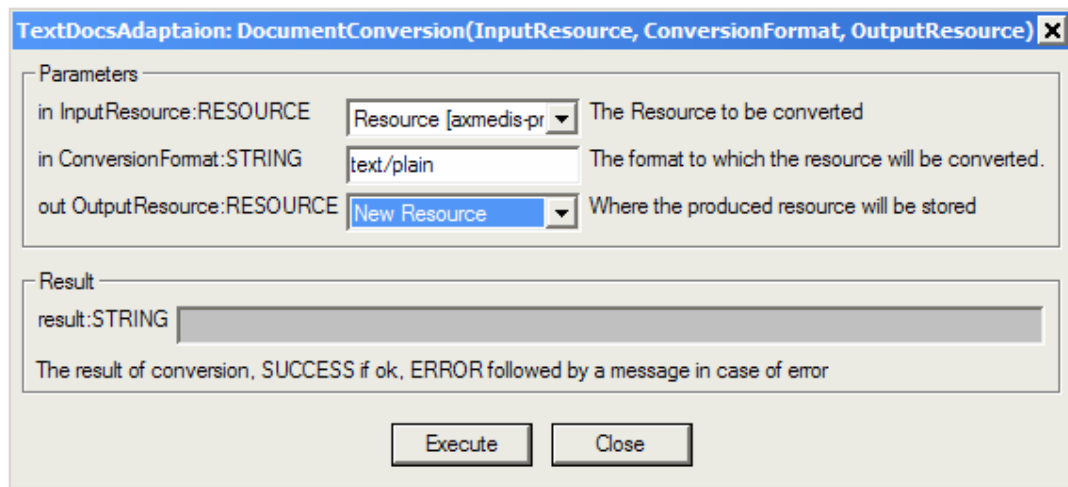 TextDocsAdaptaion: DocumentConversion(InputResource, ConversionFormat, OutputResource)
Parameters
in InputResource:RESOURCE Resource [axmedis-pr The Resource to be converted
in ConversionFormat:STRING text/plain The format to which the resource will be converted.
out OutputResource:RESOURCE New Resource Where the produced resource will be stored
Result
result:STRING
The result of conversion, SUCCESS if ok, ERROR followed by a message in case of error
Execute Close